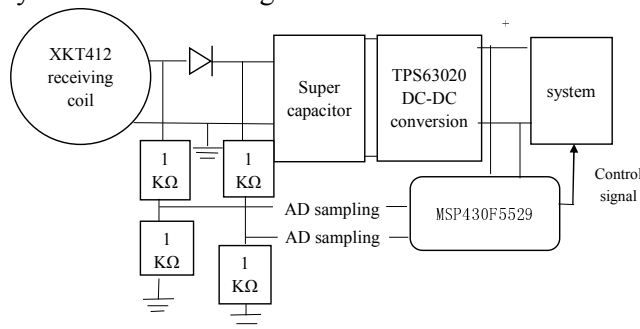 XKT412
receiving
coil
Super
capacitor
TPS63020
DC-DC
conversion
+
system
1
KΩ
1
KΩ
Control
signal
AD sampling
AD sampling
MSP430F5529
1
KΩ
1
KΩ